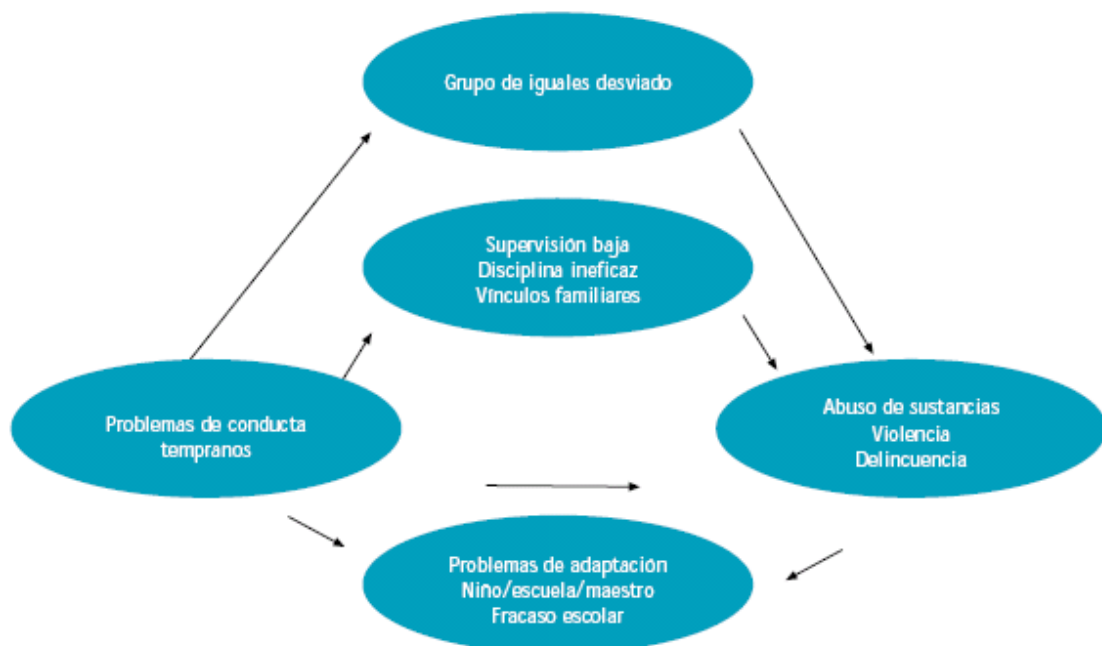 Grupo de iguales desviado
Supervisión baja
Disciplina ineficaz
Vínculos familiares
Problemas de conducta
tempranos
Abuso de sustancias
Violencia
Delincuencia
Problemas de adaptación
Niño/escuela/maestro
Fracaso escolar